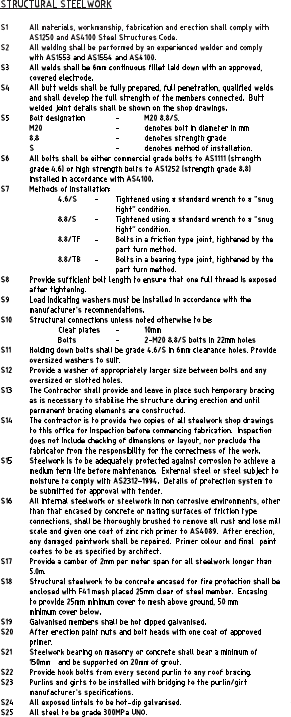 STRUCTURAL STEELWORK
S1 All materials, workmanship, fabrication and erection shall comply with
AS1250 and AS4100 Steel Structures Code.
S2 All welding shall be performed by an experienced welder and comply
with AS1553 and AS1554 and AS4100.
S3 All welds shall be 6mm continuous fillet laid down with an approved,
covered electrode.
S4 All butt welds shall be fully prepared, full penetration, qualified welds
and shall develop the full strength of the members connected. Butt
welded joint details shall be shown on the shop drawings.
S5 Bolt designation - M20 8.8/S.
M20 - denotes bolt in diameter in mm
8.8 - denotes strength grade
S - denotes method of installation.
S6 All bolts shall be either commercial grade bolts to AS1111 (strength
grade 4.6) or high strength bolts to AS1252 (strength grade 8.8)
installed in accordance with AS4100.
S7 Methods of installation:
4.6/S - Tightened using a standard wrench to a "snug
tight" condition.
8.8/S - Tightened using a standard wrench to a "snug
tight" condition.
8.8/TF - Bolts in a friction type joint, tightened by the
part turn method.
8.8/TB - Bolts in a bearing type joint, tightened by the
part turn method.
S8 Provide sufficient bolt length to ensure that one full thread is exposed
after tightening.
S9 Load indicating washers must be installed in accordance with the
manufacturer's recommendations.
S10 Structural connections unless noted otherwise to be:
Cleat plates - 10mm
Bolts - 2-M20 8.8/S bolts in 22mm holes
S11 Holding down bolts shall be grade 4.6/S in 6mm clearance holes. Provide
oversized washers to suit.
S12 Provide a washer of appropriately larger size between bolts and any
oversized or slotted holes.
S13 The Contractor shall provide and leave in place such temporary bracing
as is necessary to stabilise the structure during erection and until
permanent bracing elements are constructed.
S14 The contractor is to provide two copies of all steelwork shop drawings
to this office for inspection before commencing fabrication. Inspection
does not include checking of dimensions or layout, nor preclude the
fabricator from the responsibility for the correctness of the work.
S15 Steelwork is to be adequately protected against corrosion to achieve a
medium term life before maintenance. External steel or steel subject to
moisture to comply with AS2312-1994. Details of protection system to
be submitted for approval with tender.
S16 All internal steelwork or steelwork in non corrosive environments, other
than that encased by concrete or mating surfaces of friction type
connections, shall be thoroughly brushed to remove all rust and lose mill
scale and given one coat of zinc rich primer to AS4089. After erection,
any damaged paintwork shall be repaired. Primer colour and final paint
coates to be as specified by architect.
S17 Provide a camber of 2mm per meter span for all steelwork longer than
5.0m.
S18 Structural steelwork to be concrete encased for fire protection shall be
enclosed with F41 mesh placed 25mm clear of steel member. Encasing
to provide 25mm minimum cover to mesh above ground, 50 mm
minimum cover below.
S19 Galvanised members shall be hot dipped galvanised.
S20 After erection paint nuts and bolt heads with one coat of approved
primer.
S21 Steelwork bearing on masonry or concrete shall bear a minimum of
150mm and be supported on 20mm of grout.
S22 Provide hook bolts from every second purlin to any roof bracing.
S23 Purlins and girts to be installed with bridging to the purlin/girt
manufacturer's specifications.
S24 All exposed lintels to be hot-dip galvanised.
S25 All steel to be grade 300MPa UNO.